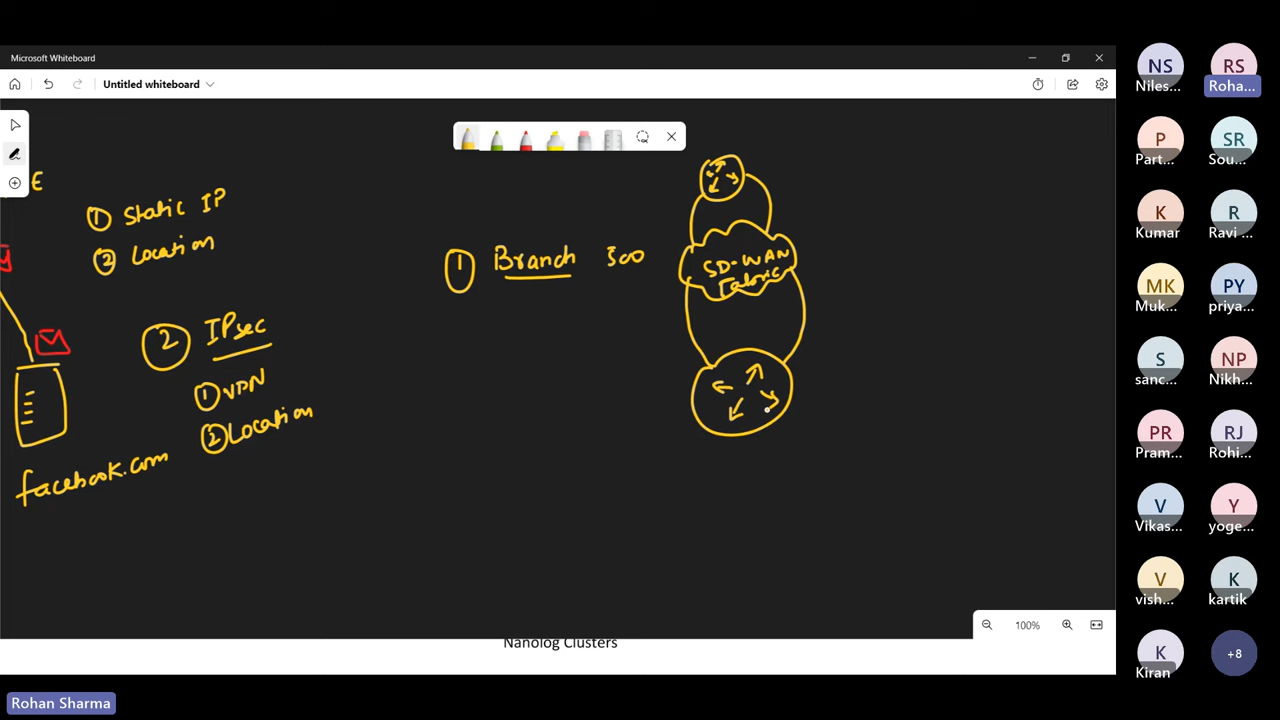 Microsoft Whiteboard
Untitled whiteboard
E
① Static IP
② Location
② IPsec
① VPN
② Location
facebook.com
① Branch 500
SD-WAN
Fabric
100%
Nanolog Clusters
Rohan Sharma
NS
Niles...
RS
Roha...
P
Part...
SR
Sou...
K
Kumar
R
Ravi ...
MK
Muk...
PY
priya...
S
sanc...
NP
Nikh...
PR
Pram...
RJ
Rohi...
V
Vikas...
Y
yoge...
V
vish...
K
kartik
K
Kiran
+8